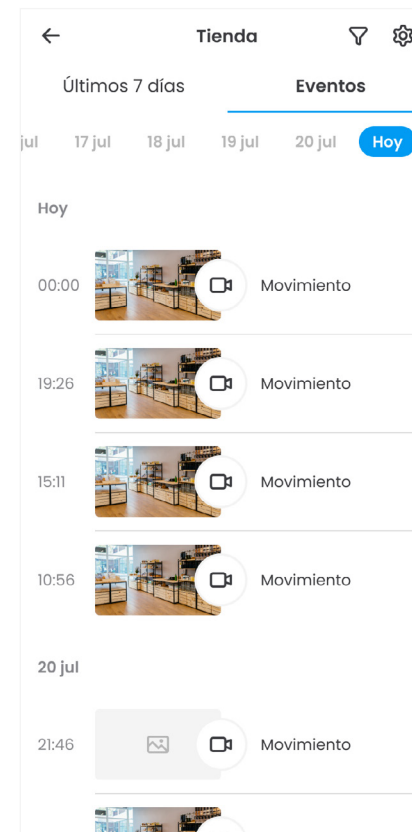 Tienda
Últimos 7 días Eventos
jul 17 jul 18 jul 19 jul 20 jul Hoy
Hoy
00:00 Movimiento
19:26 Movimiento
15:11 Movimiento
10:56 Movimiento
20 jul
21:46 Movimiento